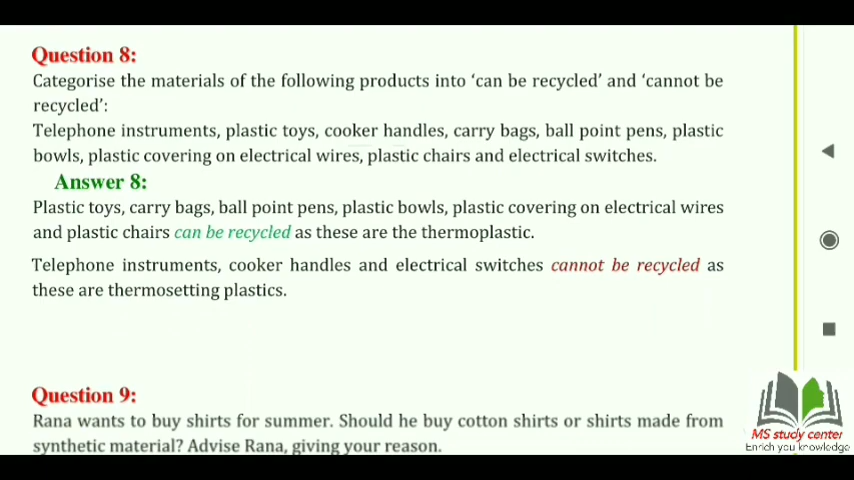 Question 8:
Categorise the materials of the following products into ‘can be recycled’ and ‘cannot be
recycled’:
Telephone instruments, plastic toys, cooker handles, carry bags, ball point pens, plastic
bowls, plastic covering on electrical wires, plastic chairs and electrical switches.
Answer 8:
Plastic toys, carry bags, ball point pens, plastic bowls, plastic covering on electrical wires
and plastic chairs can be recycled as these are the thermoplastic.
Telephone instruments, cooker handles and electrical switches cannot be recycled as
these are thermosetting plastics.
Question 9:
Rana wants to buy shirts for summer. Should he buy cotton shirts or shirts made from
synthetic material? Advise Rana, giving your reason.
MS study center
Enrich you knowledge